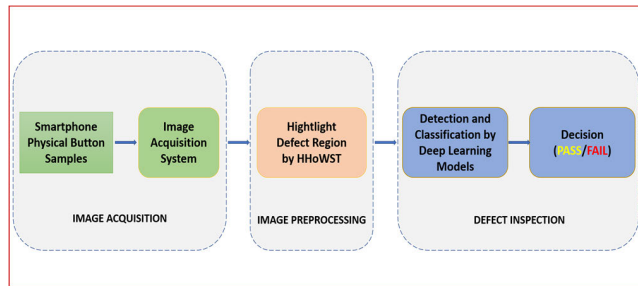 Smartphone
Physical Button
Samples
Image
Acquisition
System
Hightlight
Defect Region
by HHoWST
Detection and
Classification by
Deep Learning
Models
Decision
(PASS/FAIL)
IMAGE ACQUISITION
IMAGE PREPROCESSING
DEFECT INSPECTION